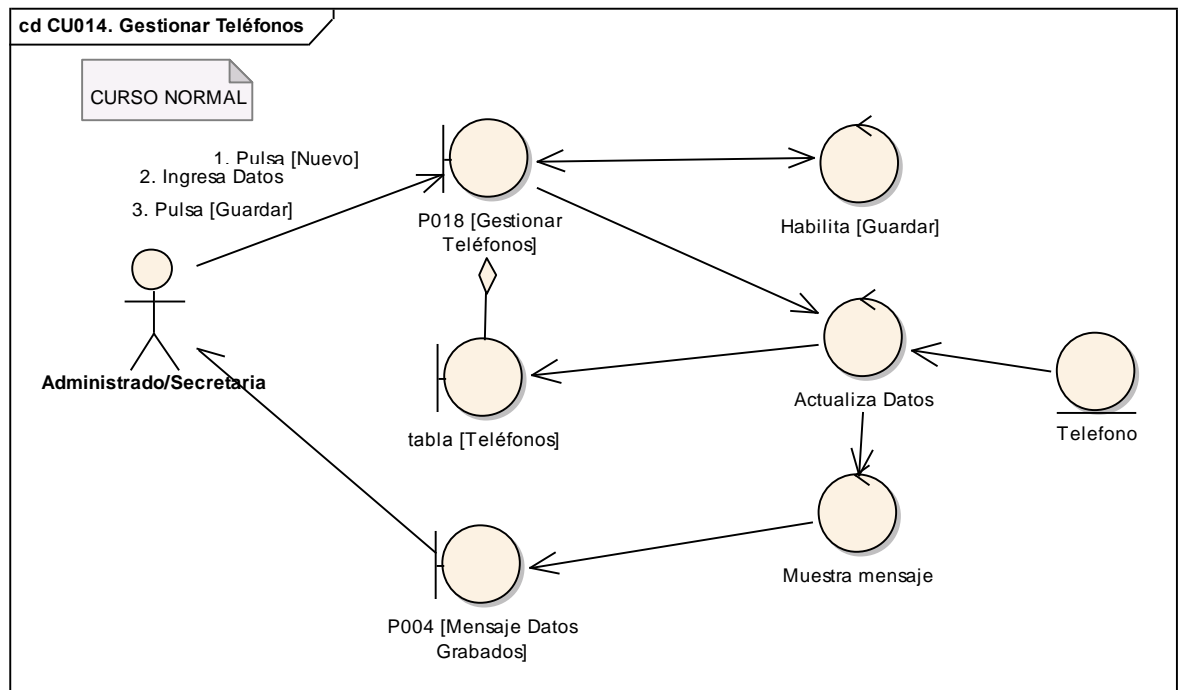 cd CU014. Gestionar Teléfonos
CURSO NORMAL
1. Pulsa [Nuevo]
2. Ingresa Datos
3. Pulsa [Guardar]
P018 [Gestionar
Teléfonos]
Habilita [Guardar]
Administrado/Secretaria
tabla [Teléfonos]
Actualiza Datos
Telefono
Muestra mensaje
P004 [Mensaje Datos
Grabados]